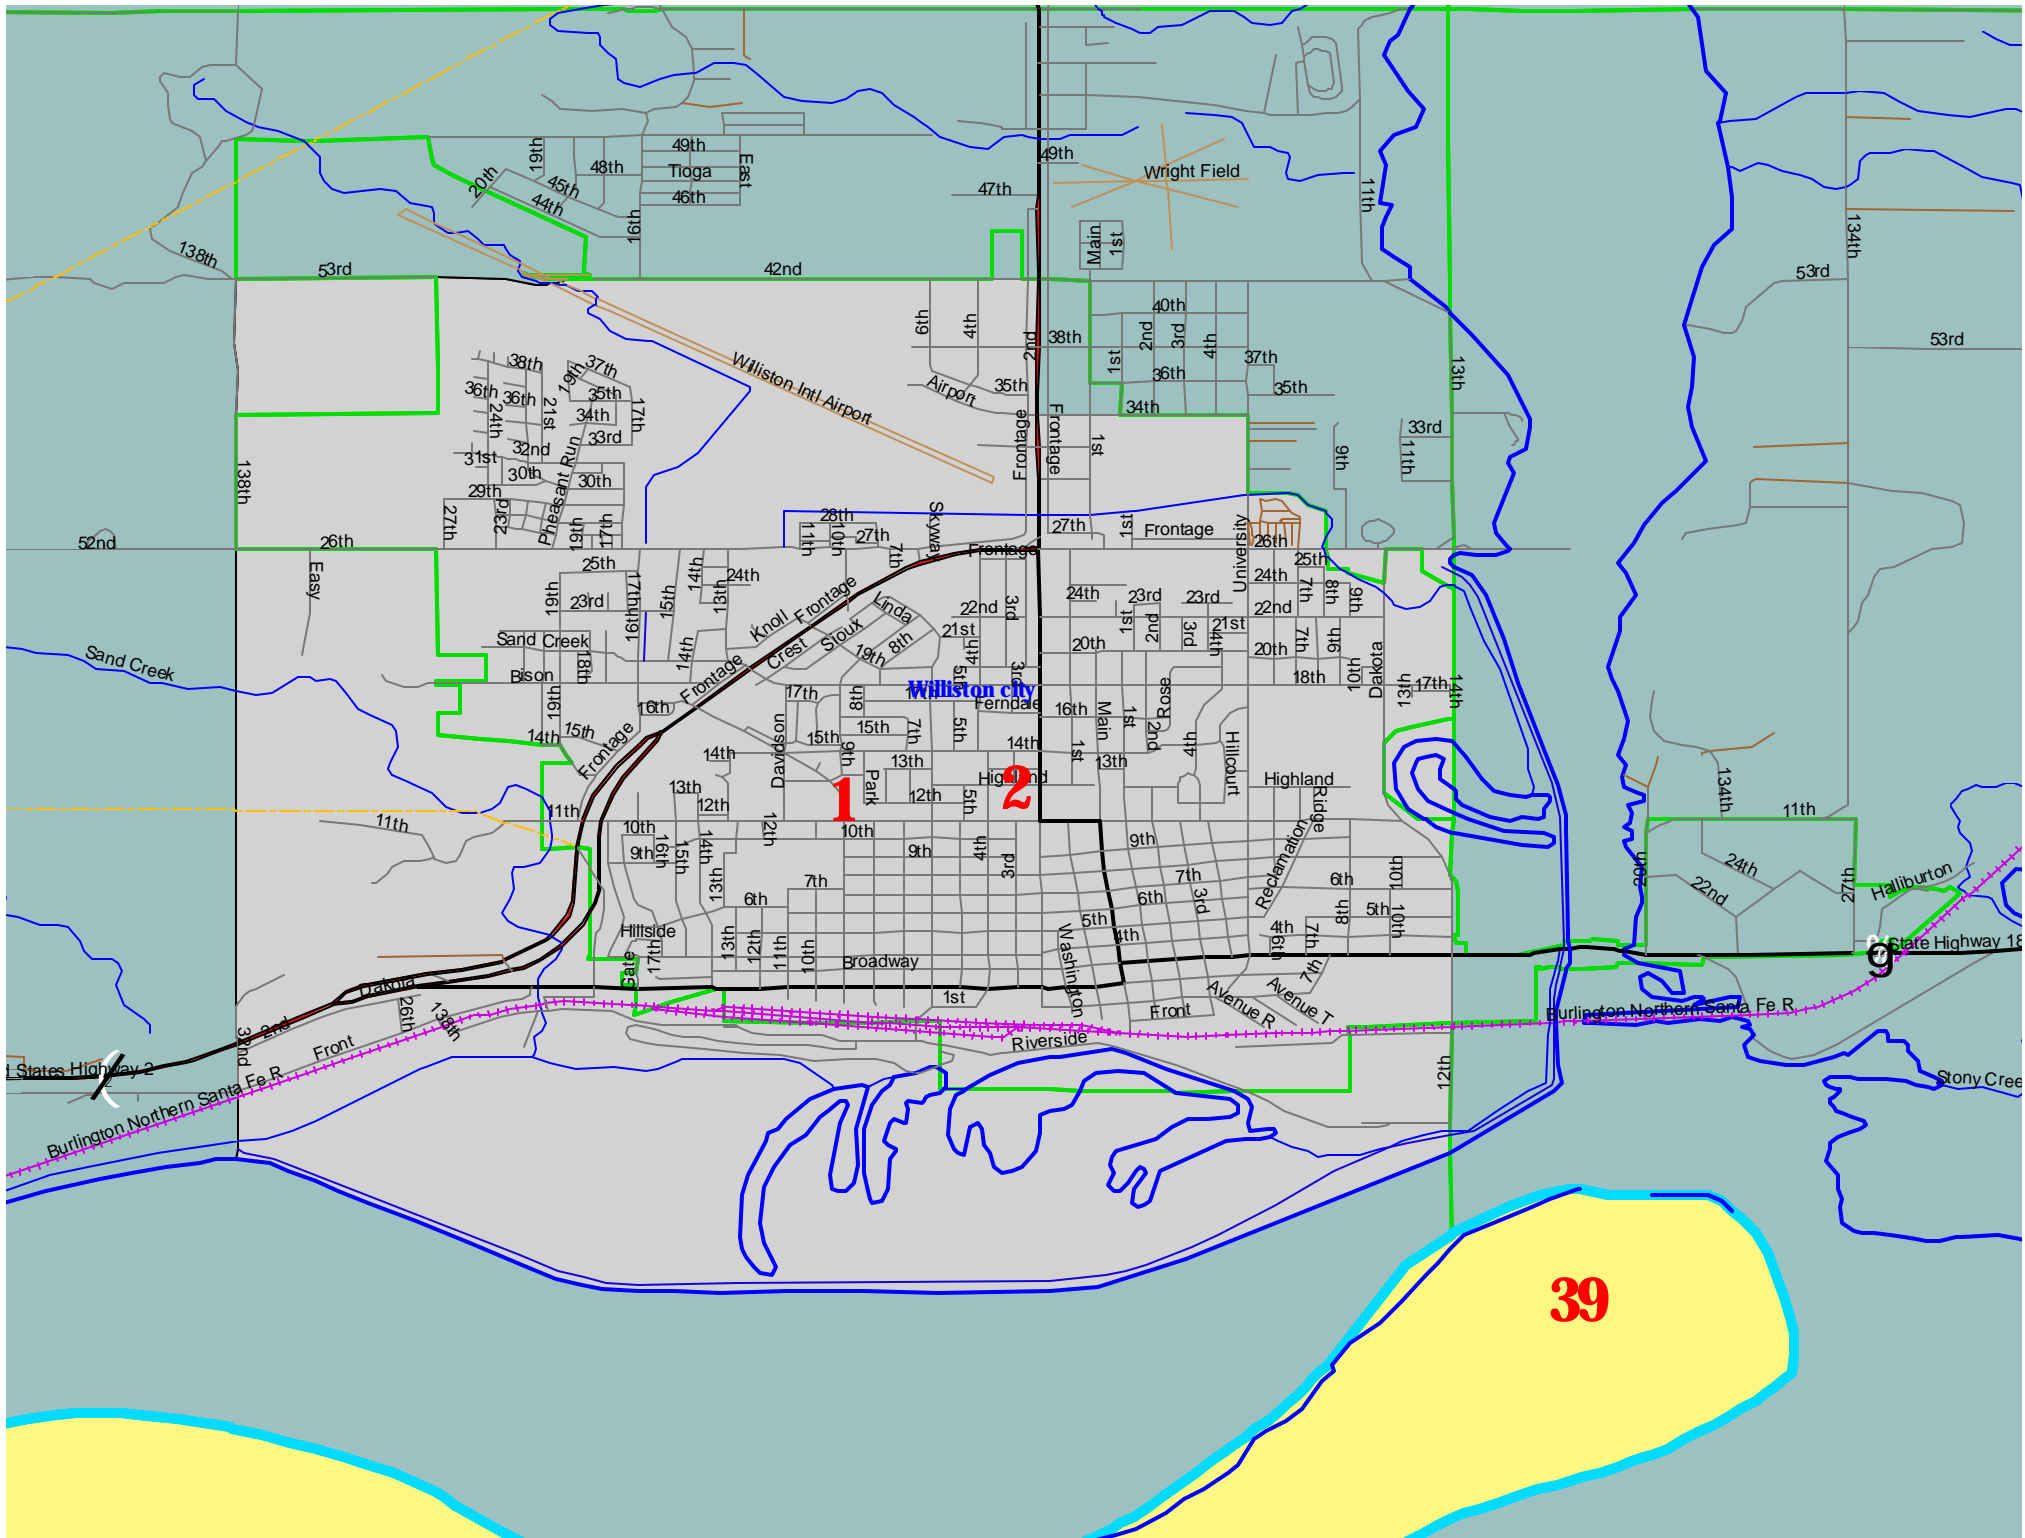 49th
19th
48th
Tioga
East
20th
45th
44th
46th
16th
49th
47th
Wright Field
11th
Main
1st
134th
138th
53rd
42nd
53rd
6th
4th
2nd
38th
40th
2nd
3rd
4th
1st
37th
36th
35th
34th
13th
53rd
Williston Intl Airport
Airport
35th
38th
37th
19th
36th
36th
35th
34th
17th
24th
21st
33rd
32nd
31st
30th
30th
29th
23rd
27th
Pheasant Run
19th
17th
Frontage
Frontage
1st
33rd
11th
9th
138th
28th
11th
10th
27th
7th
Skyway
27th
1st
Frontage
University
26th
52nd
26th
Easy
Frontage
25th
14th
24th
13th
17th
15th
16th
19th
23rd
Knoll
Frontage
Linda
Sioux
8th
Crest
19th
22nd
21st
3rd
4th
5th
3rd
24th
23rd
1st
2nd
23rd
3rd
4th
21st
22nd
20th
24th
25th
7th
8th
9th
20th
7th
9th
18th
10th
Dakota
13th
17th
14th
Sand Creek
Sand Creek
18th
Bison
14th
19th
16th
Frontage
15th
14th
Frontage
Williston city
17th
8th
Ferndale
15th
7th
5th
15th
9th
14th
16th
Main
1st
Rose
2nd
4th
Hillcourt
1st
13th
Davidson
14th
13th
Park
12th
5th
Highland
Highland
1
2
13th
12th
12th
10th
11th
11th
10th
9th
16th
15th
14th
13th
9th
4th
3rd
9th
Reclamation
Ridge
7th
7th
6th
3rd
6th
10th
6th
5th
4th
8th
5th
10th
4th
6th
7th
7th
134th
11th
24th
22nd
20th
27th
Halliburton
9
State Highway 18
Hillside
Gate
17th
13th
12th
11th
10th
Broadway
Washington
1st
Front
Avenue R
Avenue T
Riverside
12th
Dakota
26th
136th
2nd
32nd
Front
d States Highway 2
Burlington Northern Santa Fe R
Burlington Northern Santa Fe R
Stony Cree
39